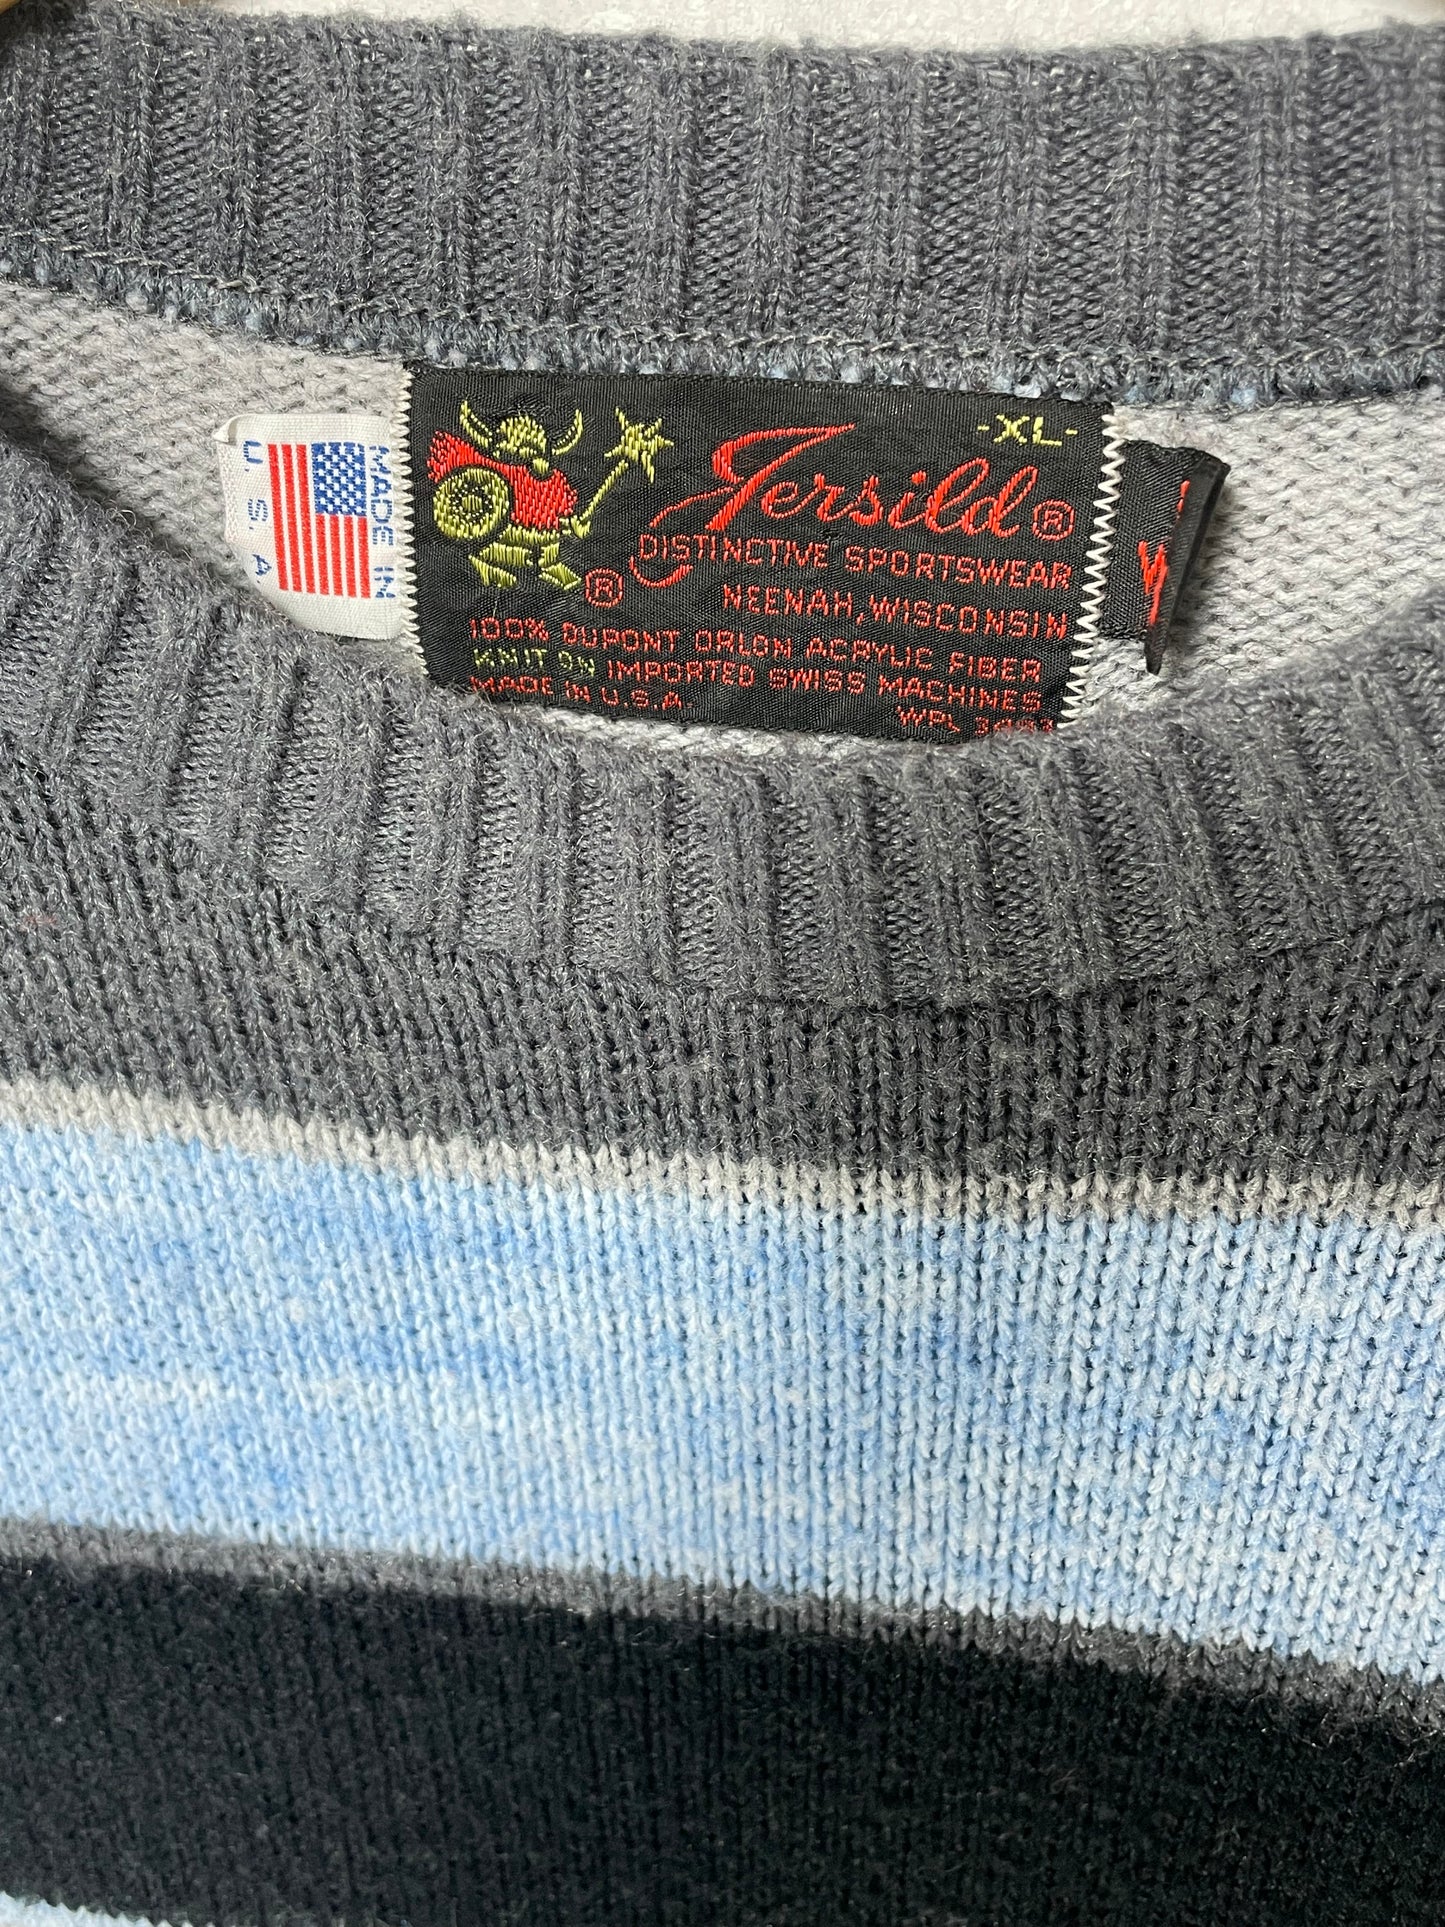 MADE IN
U.S.A
-XL-
Jersild®
DISTINCTIVE SPORTSWEAR
®
NEENAH, WISCONSIN
100% DUPONT ORLON ACRYLIC FIBER
KNIT ON IMPORTED SWISS MACHINES
MADE IN U.S.A.
WPL